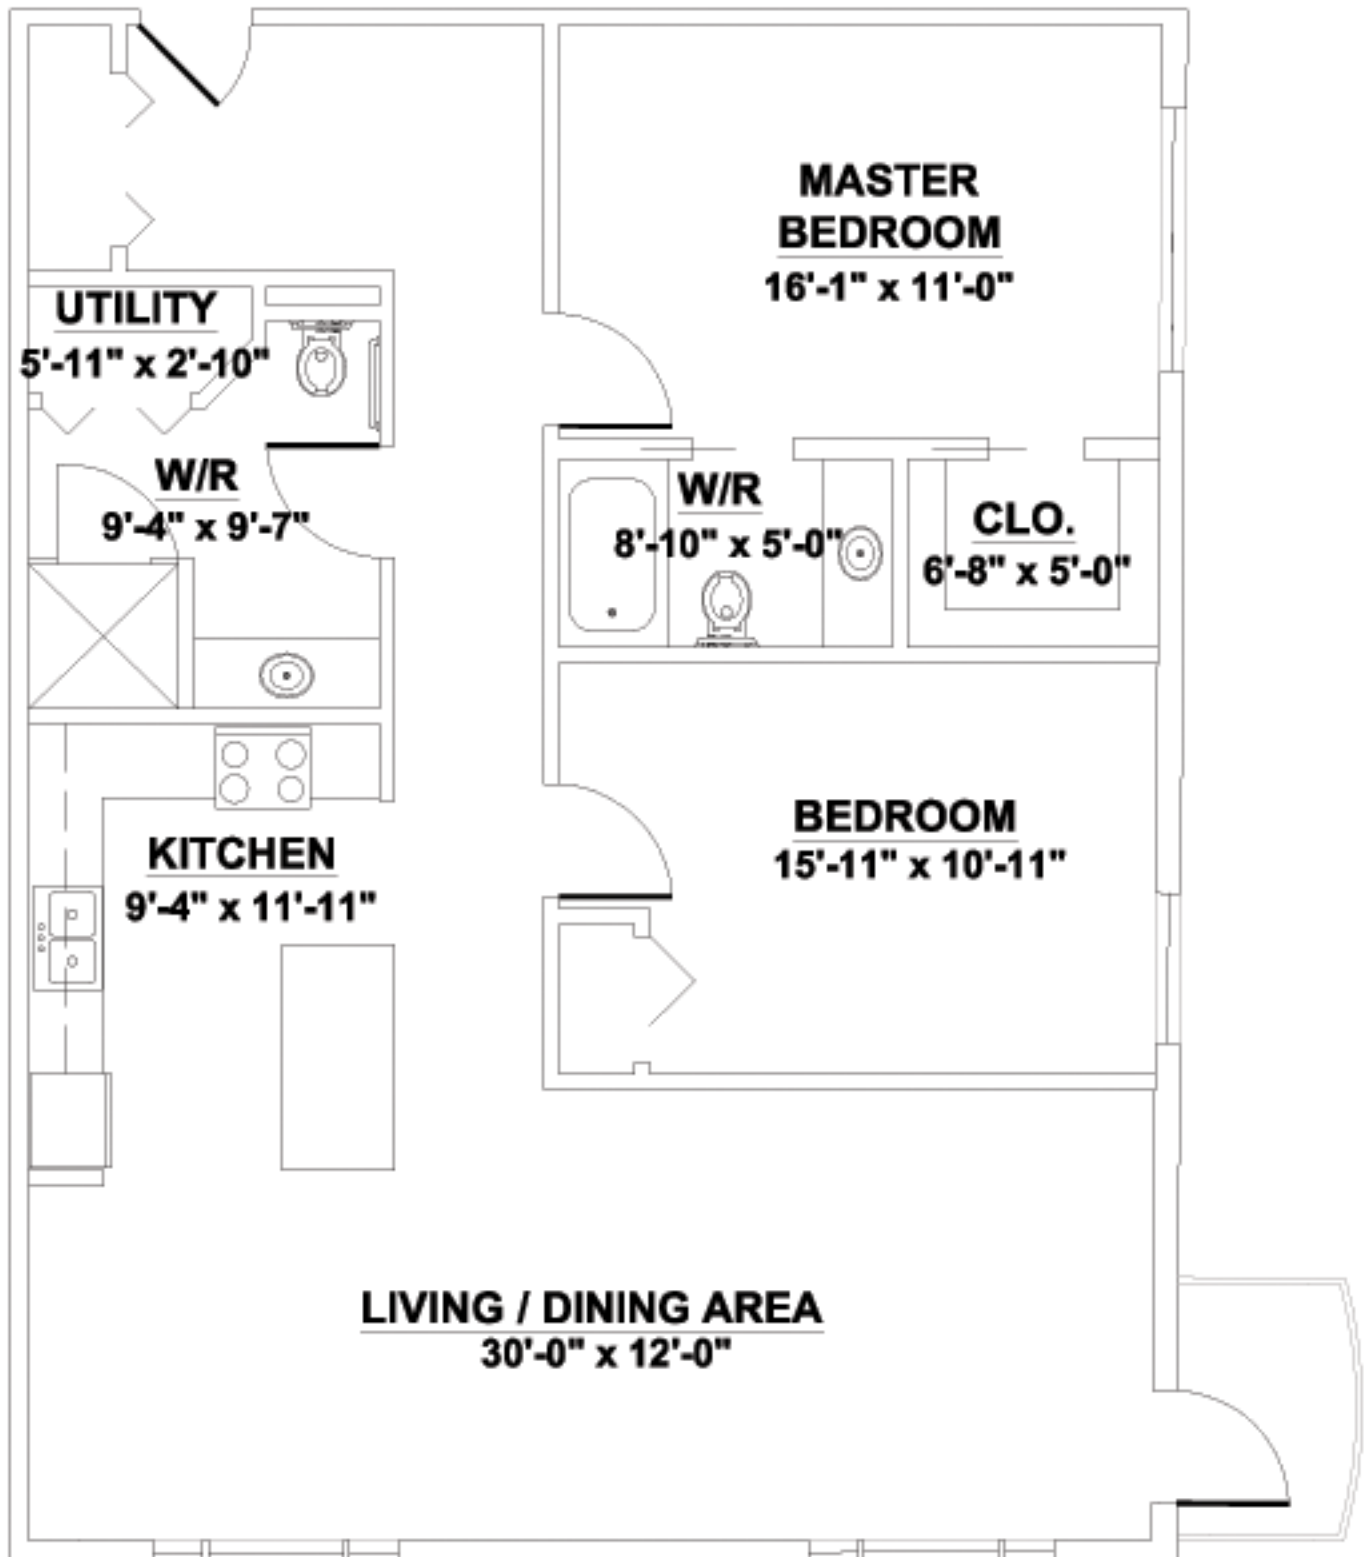 MASTER
BEDROOM
16'-1" x 11'-0"
UTILITY
5'-11" x 2'-10"
W/R
9'-4" x 9'-7"
W/R
8'-10" x 5'-0"
CLO.
6'-8" x 5'-0"
KITCHEN
9'-4" x 11'-11"
BEDROOM
15'-11" x 10'-11"
LIVING / DINING AREA
30'-0" x 12'-0"